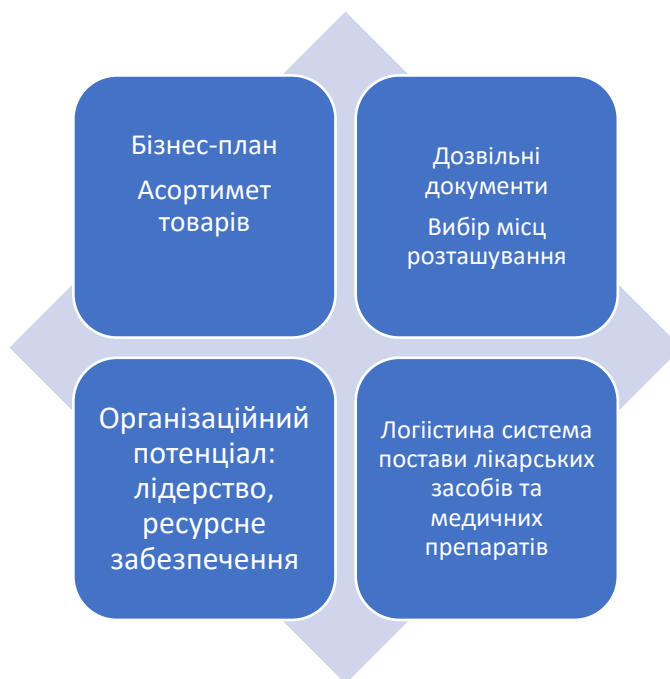 Бізнес-план
Асортимет
товарів
Дозвільні
документи
Вибір місц
розташування
Організаційний
потенціал:
лідерство,
ресурсне
забезпечення
Логіістина система
постави лікарських
засобів та
медичних
препаратів